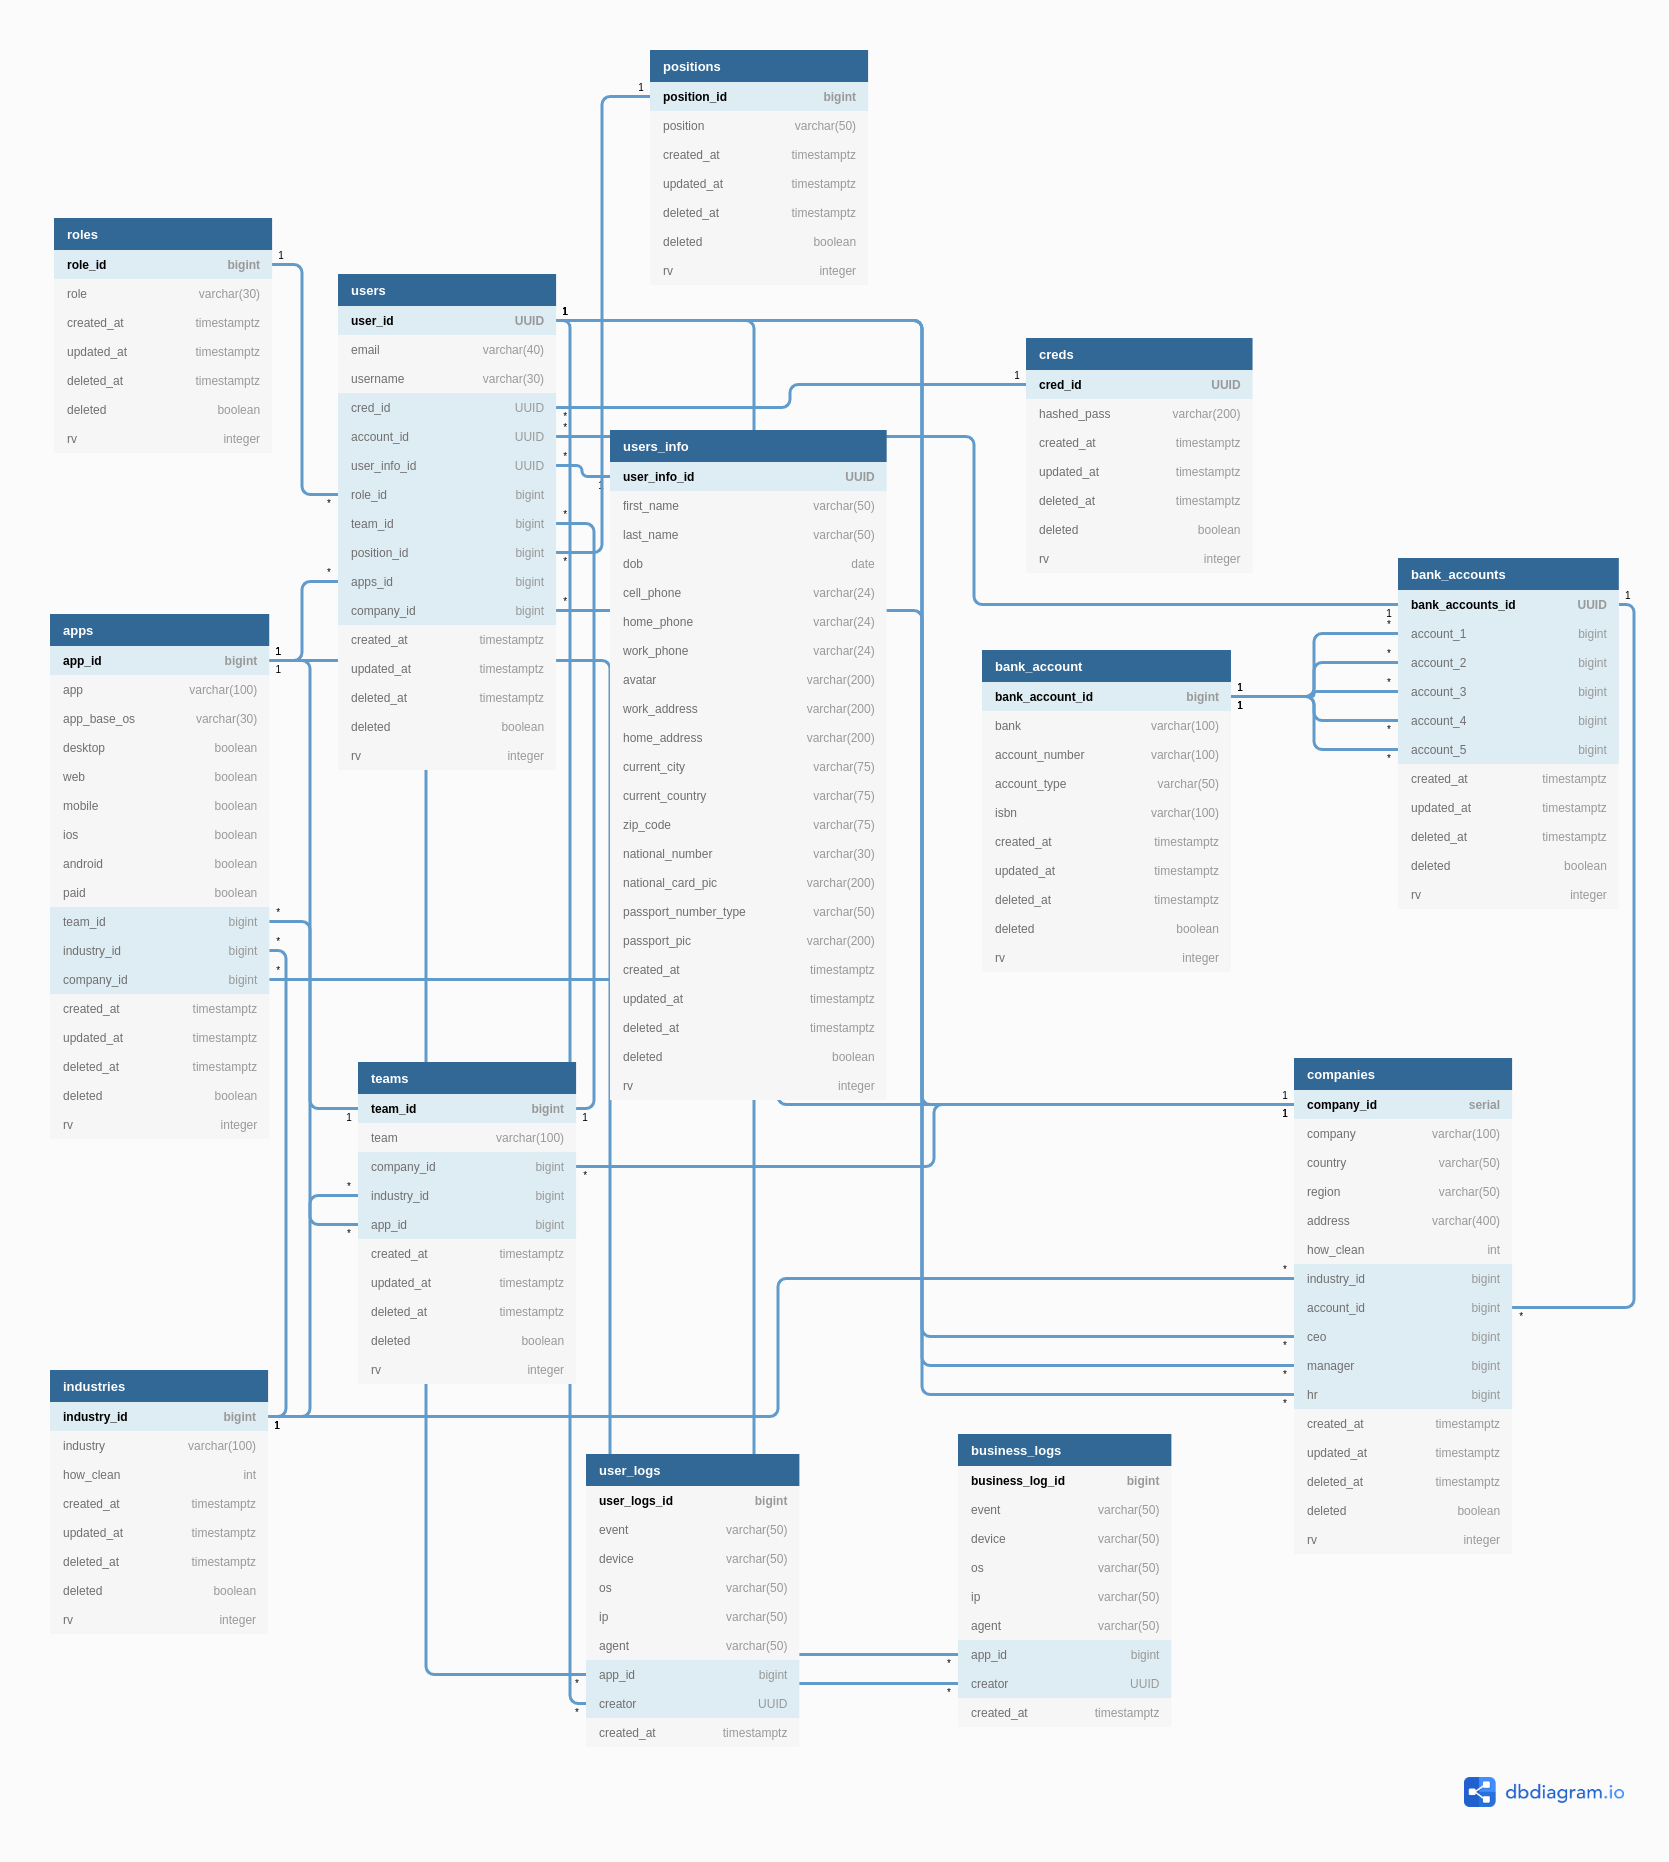 positions
position_id bigint
position varchar(50)
created_at timestamptz
updated_at timestamptz
deleted_at timestamptz
deleted boolean
rv integer
roles
role_id bigint
role varchar(30)
created_at timestamptz
updated_at timestamptz
deleted_at timestamptz
deleted boolean
rv integer
users
user_id UUID
email varchar(40)
username varchar(30)
cred_id UUID
account_id UUID
user_info_id UUID
role_id bigint
team_id bigint
position_id bigint
apps_id bigint
company_id bigint
created_at timestamptz
updated_at timestamptz
deleted_at timestamptz
deleted boolean
rv integer
creds
cred_id UUID
hashed_pass varchar(200)
created_at timestamptz
updated_at timestamptz
deleted_at timestamptz
deleted boolean
rv integer
users_info
user_info_id UUID
first_name varchar(50)
last_name varchar(50)
dob date
cell_phone varchar(24)
home_phone varchar(24)
work_phone varchar(24)
avatar varchar(200)
work_address varchar(200)
home_address varchar(200)
current_city varchar(75)
current_country varchar(75)
zip_code varchar(75)
national_number varchar(30)
national_card_pic varchar(200)
passport_number_type varchar(50)
passport_pic varchar(200)
created_at timestamptz
updated_at timestamptz
deleted_at timestamptz
deleted boolean
rv integer
bank_accounts
bank_accounts_id UUID
account_1 bigint
account_2 bigint
account_3 bigint
account_4 bigint
account_5 bigint
created_at timestamptz
updated_at timestamptz
deleted_at timestamptz
deleted boolean
rv integer
apps
app_id bigint
app varchar(100)
app_base_os varchar(30)
desktop boolean
web boolean
mobile boolean
ios boolean
android boolean
paid boolean
team_id bigint
industry_id bigint
company_id bigint
created_at timestamptz
updated_at timestamptz
deleted_at timestamptz
deleted boolean
rv integer
bank_account
bank_account_id bigint
bank varchar(100)
account_number varchar(100)
account_type varchar(50)
isbn varchar(100)
created_at timestamptz
updated_at timestamptz
deleted_at timestamptz
deleted boolean
rv integer
teams
team_id bigint
team varchar(100)
company_id bigint
industry_id bigint
app_id bigint
created_at timestamptz
updated_at timestamptz
deleted_at timestamptz
deleted boolean
rv integer
companies
company_id serial
company varchar(100)
country varchar(50)
region varchar(50)
address varchar(400)
how_clean int
industry_id bigint
account_id bigint
ceo bigint
manager bigint
hr bigint
created_at timestamptz
updated_at timestamptz
deleted_at timestamptz
deleted boolean
rv integer
industries
industry_id bigint
industry varchar(100)
how_clean int
created_at timestamptz
updated_at timestamptz
deleted_at timestamptz
deleted boolean
rv integer
user_logs
user_logs_id bigint
event varchar(50)
device varchar(50)
os varchar(50)
ip varchar(50)
agent varchar(50)
app_id bigint
creator UUID
created_at timestamptz
business_logs
business_log_id bigint
event varchar(50)
device varchar(50)
os varchar(50)
ip varchar(50)
agent varchar(50)
app_id bigint
creator UUID
created_at timestamptz
dbdiagram.io